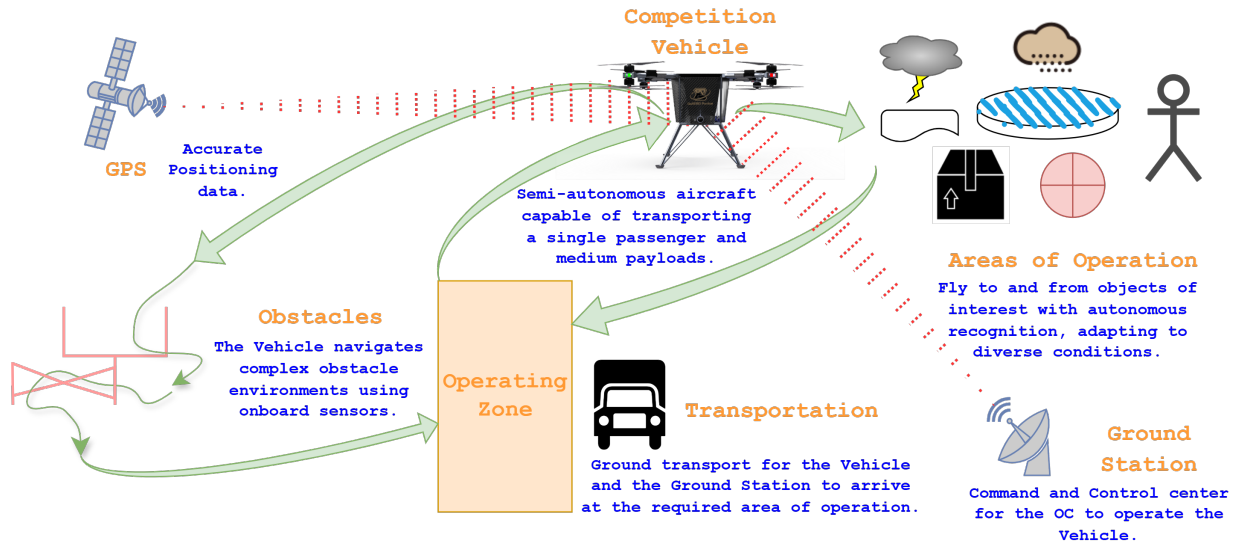 Competition
Vehicle
GPS
Accurate
Positioning
data.
Semi-autonomous aircraft
capable of transporting
a single passenger and
medium payloads.
Areas of Operation
Fly to and from objects of
interest with autonomous
recognition, adapting to
diverse conditions.
Obstacles
The Vehicle navigates
complex obstacle
environments using
onboard sensors.
Operating
Zone
Transportation
Ground transport for the Vehicle
and the Ground Station to arrive
at the required area of operation.
Ground
Station
Command and Control center
for the OC to operate the
Vehicle.